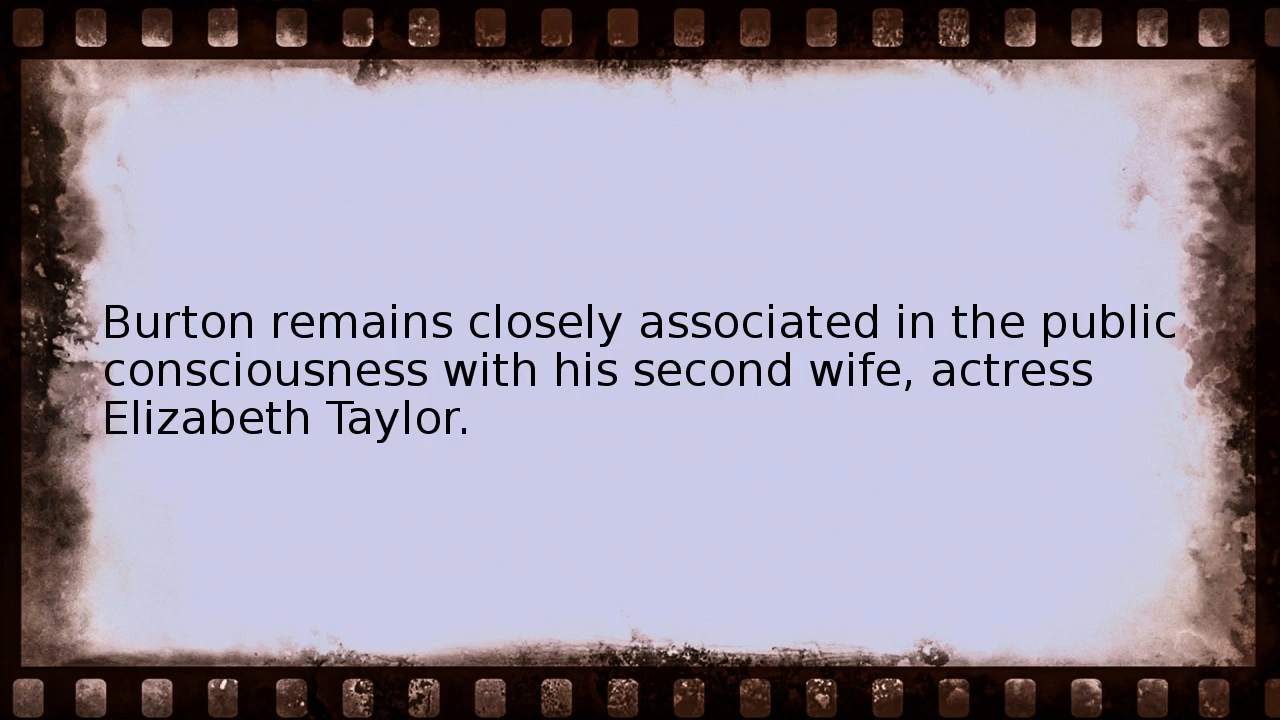 Burton remains closely associated in the public
consciousness with his second wife, actress
Elizabeth Taylor.